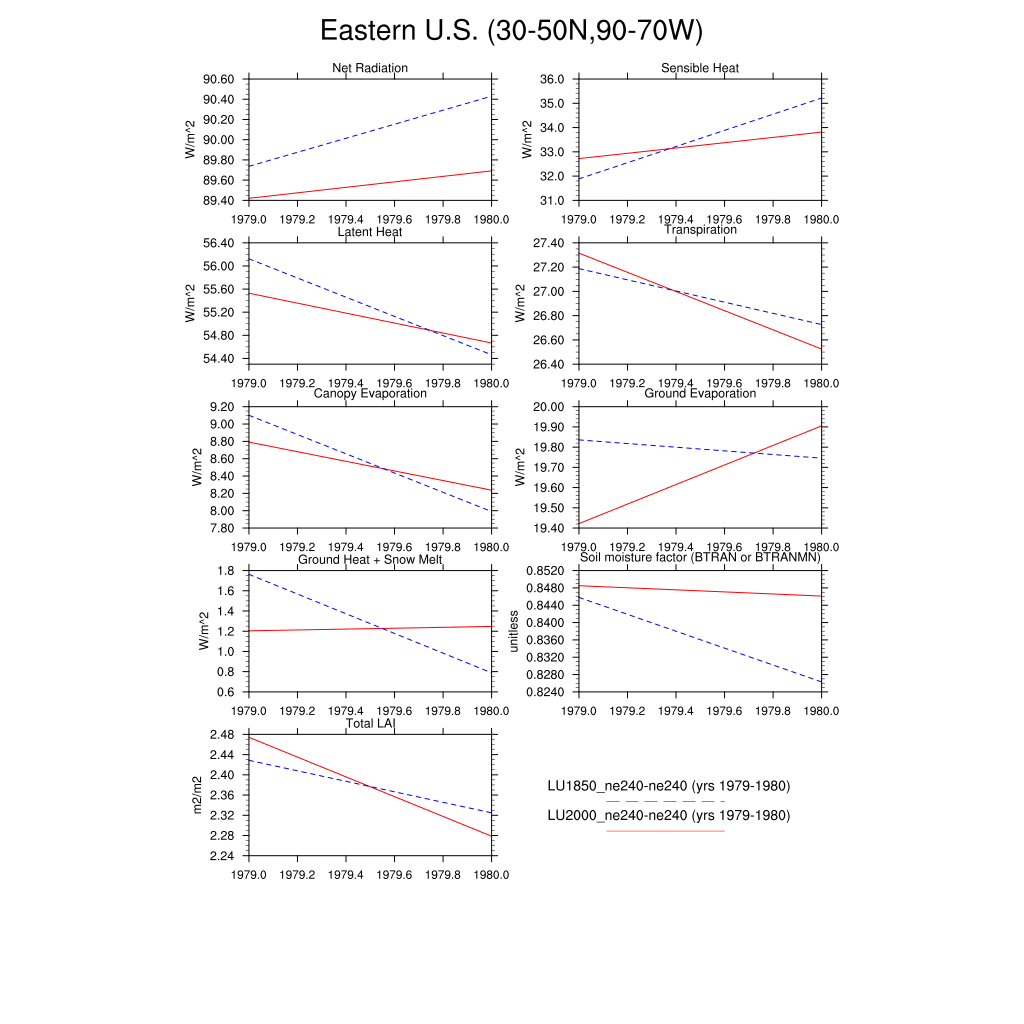 Eastern U.S. (30-50N,90-70W)
Net Radiation
90.60
90.40
90.20
90.00
89.80
89.60
89.40
W/m^2
1979.0 1979.2 1979.4 1979.6 1979.8 1980.0
Sensible Heat
36.0
35.0
34.0
33.0
32.0
31.0
W/m^2
1979.0 1979.2 1979.4 1979.6 1979.8 1980.0
Latent Heat
56.40
56.00
55.60
55.20
54.80
54.40
W/m^2
1979.0 1979.2 1979.4 1979.6 1979.8 1980.0
Transpiration
27.40
27.20
27.00
26.80
26.60
26.40
W/m^2
1979.0 1979.2 1979.4 1979.6 1979.8 1980.0
Canopy Evaporation
9.20
9.00
8.80
8.60
8.40
8.20
8.00
7.80
W/m^2
1979.0 1979.2 1979.4 1979.6 1979.8 1980.0
Ground Evaporation
20.00
19.90
19.80
19.70
19.60
19.50
19.40
W/m^2
1979.0 1979.2 1979.4 1979.6 1979.8 1980.0
Ground Heat + Snow Melt
1.8
1.6
1.4
1.2
1.0
0.8
0.6
W/m^2
1979.0 1979.2 1979.4 1979.6 1979.8 1980.0
Soil moisture factor (BTRAN or BTRANMN)
0.8520
0.8480
0.8440
0.8400
0.8360
0.8320
0.8280
0.8240
unitless
1979.0 1979.2 1979.4 1979.6 1979.8 1980.0
Total LAI
2.48
2.44
2.40
2.36
2.32
2.28
2.24
m2/m2
1979.0 1979.2 1979.4 1979.6 1979.8 1980.0
LU1850_ne240-ne240 (yrs 1979-1980)
LU2000_ne240-ne240 (yrs 1979-1980)